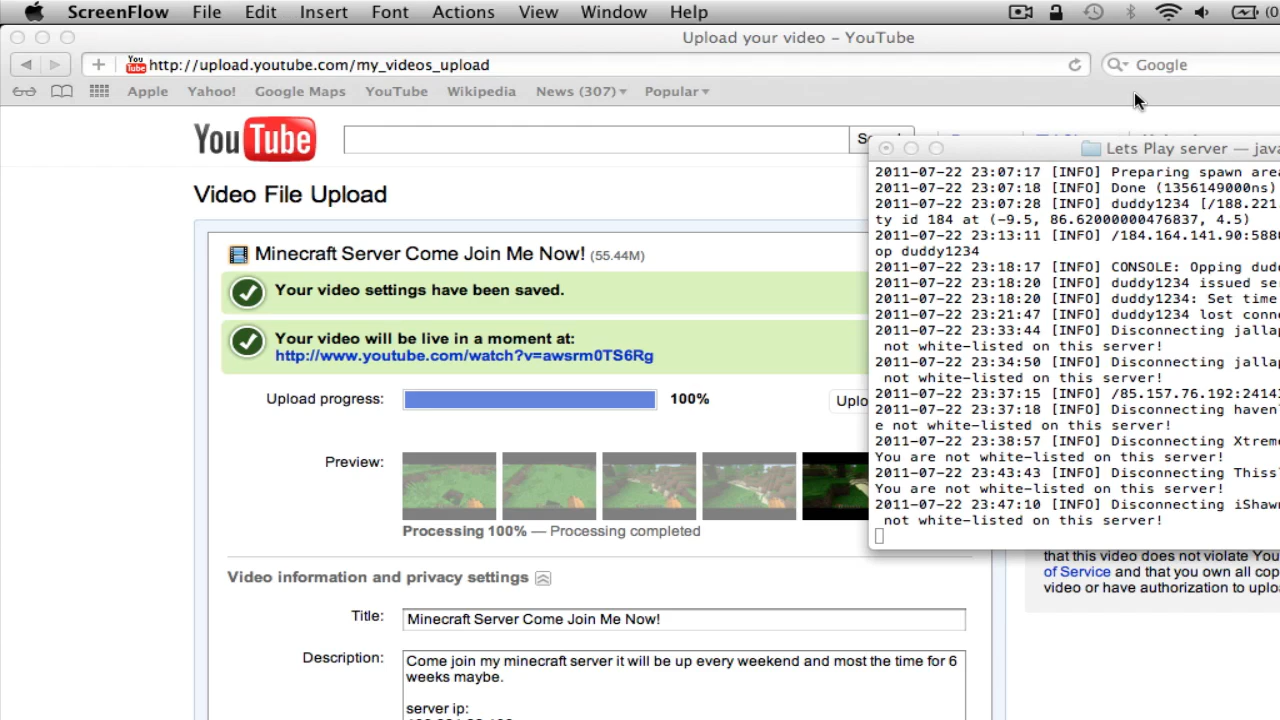 ScreenFlow File Edit Insert Font Actions View Window Help
Upload your video – YouTube
You Tube http://upload.youtube.com/my_videos_upload
Google
Apple Yahoo! Google Maps YouTube Wikipedia News (307) Popular
YouTube
Video File Upload
Minecraft Server Come Join Me Now! (55.44M)
Your video settings have been saved.
Your video will be live in a moment at:
http://www.youtube.com/watch?v=awsrm0TS6Rg
Upload progress: 100%
Uplo
Preview:
Processing 100% — Processing completed
Video information and privacy settings
Title: Minecraft Server Come Join Me Now!
Description: Come join my minecraft server it will be up every weekend and most the time for 6
weeks maybe.
server ip:
Lets Play server — java
2011-07-22 23:07:17 [INFO] Preparing spawn area
2011-07-22 23:07:18 [INFO] Done (1356149000ns)
2011-07-22 23:07:28 [INFO] duddy1234 [/188.221.
ty id 184 at (-9.5, 86.62000000476837, 4.5)
2011-07-22 23:13:11 [INFO] /184.164.141.90:5880
op duddy1234
2011-07-22 23:18:17 [INFO] CONSOLE: Opping dudd
2011-07-22 23:18:20 [INFO] duddy1234 issued ser
2011-07-22 23:18:20 [INFO] duddy1234: Set time
2011-07-22 23:21:47 [INFO] duddy1234 lost conne
2011-07-22 23:33:44 [INFO] Disconnecting jallap
not white-listed on this server!
2011-07-22 23:34:50 [INFO] Disconnecting jallap
not white-listed on this server!
2011-07-22 23:37:15 [INFO] /85.157.76.192:2414
2011-07-22 23:37:18 [INFO] Disconnecting haven
e not white-listed on this server!
2011-07-22 23:38:57 [INFO] Disconnecting Xtreme
You are not white-listed on this server!
2011-07-22 23:43:43 [INFO] Disconnecting Thiss
You are not white-listed on this server!
2011-07-22 23:47:10 [INFO] Disconnecting iShaw
not white-listed on this server!
that this video does not violate You
of Service and that you own all cop
video or have authorization to uplo